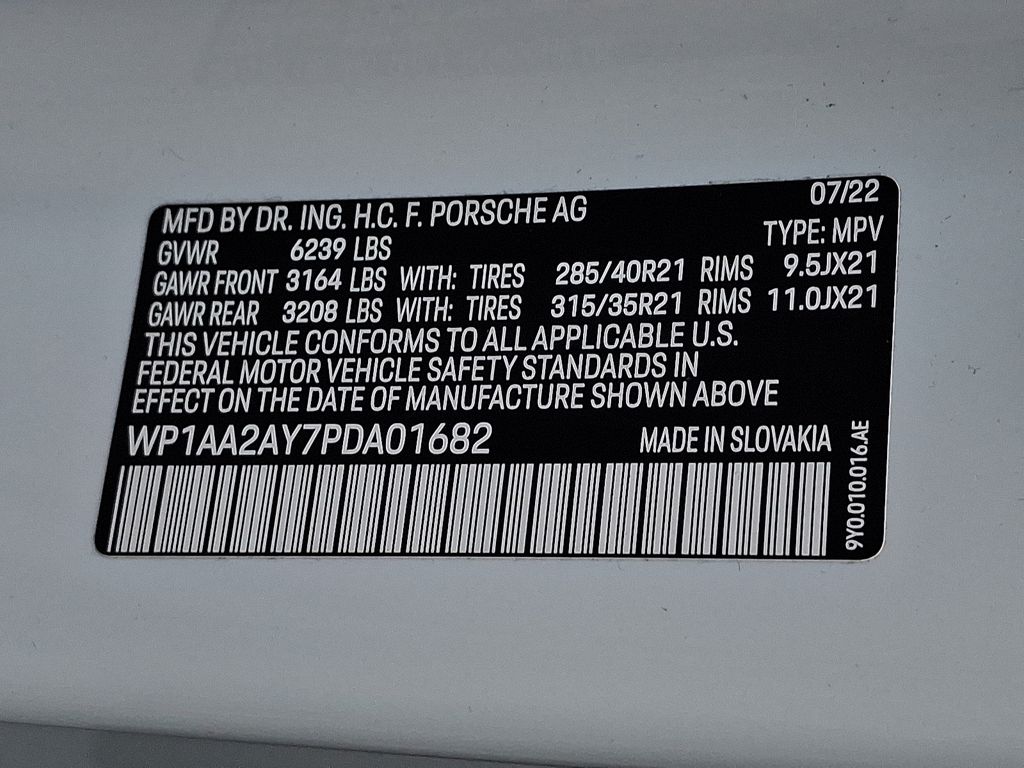 07/22
MFD BY DR. ING. H.C. F. PORSCHE AG
TYPE: MPV
GVWR 6239 LBS
GAWR FRONT 3164 LBS WITH: TIRES 285/40R21 RIMS 9.5JX21
GAWR REAR 3208 LBS WITH: TIRES 315/35R21 RIMS 11.0JX21
THIS VEHICLE CONFORMS TO ALL APPLICABLE U.S.
FEDERAL MOTOR VEHICLE SAFETY STANDARDS IN
EFFECT ON THE DATE OF MANUFACTURE SHOWN ABOVE
WP1AA2AY7PDA01682 MADE IN SLOVAKIA
9Y0.010.016.AE